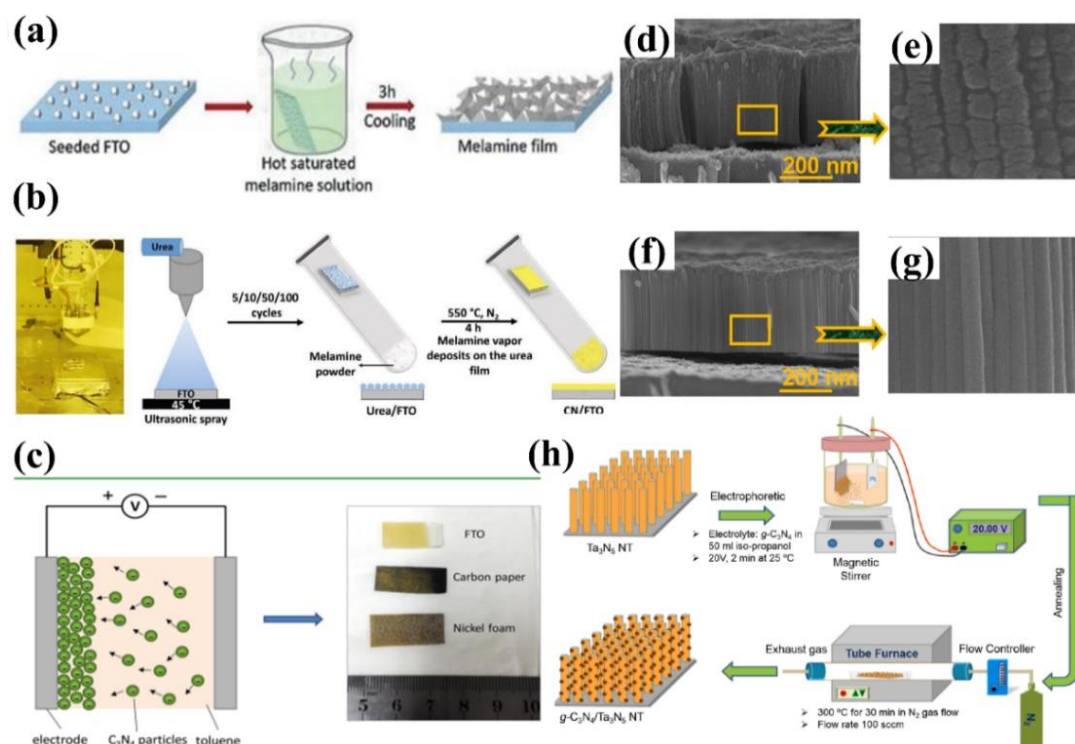 (a)
Seeded FTO
Hot saturated
melamine solution
3h
Cooling
Melamine film
(b)
Urea
FTO
45 °C
Ultrasonic spray
5/10/50/100
cycles
Melamine
powder
Urea/FTO
550 °C, N₂
4 h
Melamine vapor
deposits on the urea
film
CN/FTO
(c)
+
V
−
electrode
C₃N₄ particles
toluene
FTO
Carbon paper
Nickel foam
5 6 7 8 9 10
(d)
200 nm
(e)
(f)
200 nm
(g)
(h)
Ta₃N₅ NT
Electrophoretic
➢ Electrolyte: g-C₃N₄ in
50 ml iso-propanol
➢ 20V, 2 min at 25 °C
Magnetic
Stirrer
20.00 V
Annealing
Exhaust gas
Tube Furnace
Flow Controller
➢ 300 °C for 30 min in N₂ gas flow
➢ Flow rate 100 sccm
g-C₃N₄/Ta₃N₅ NT